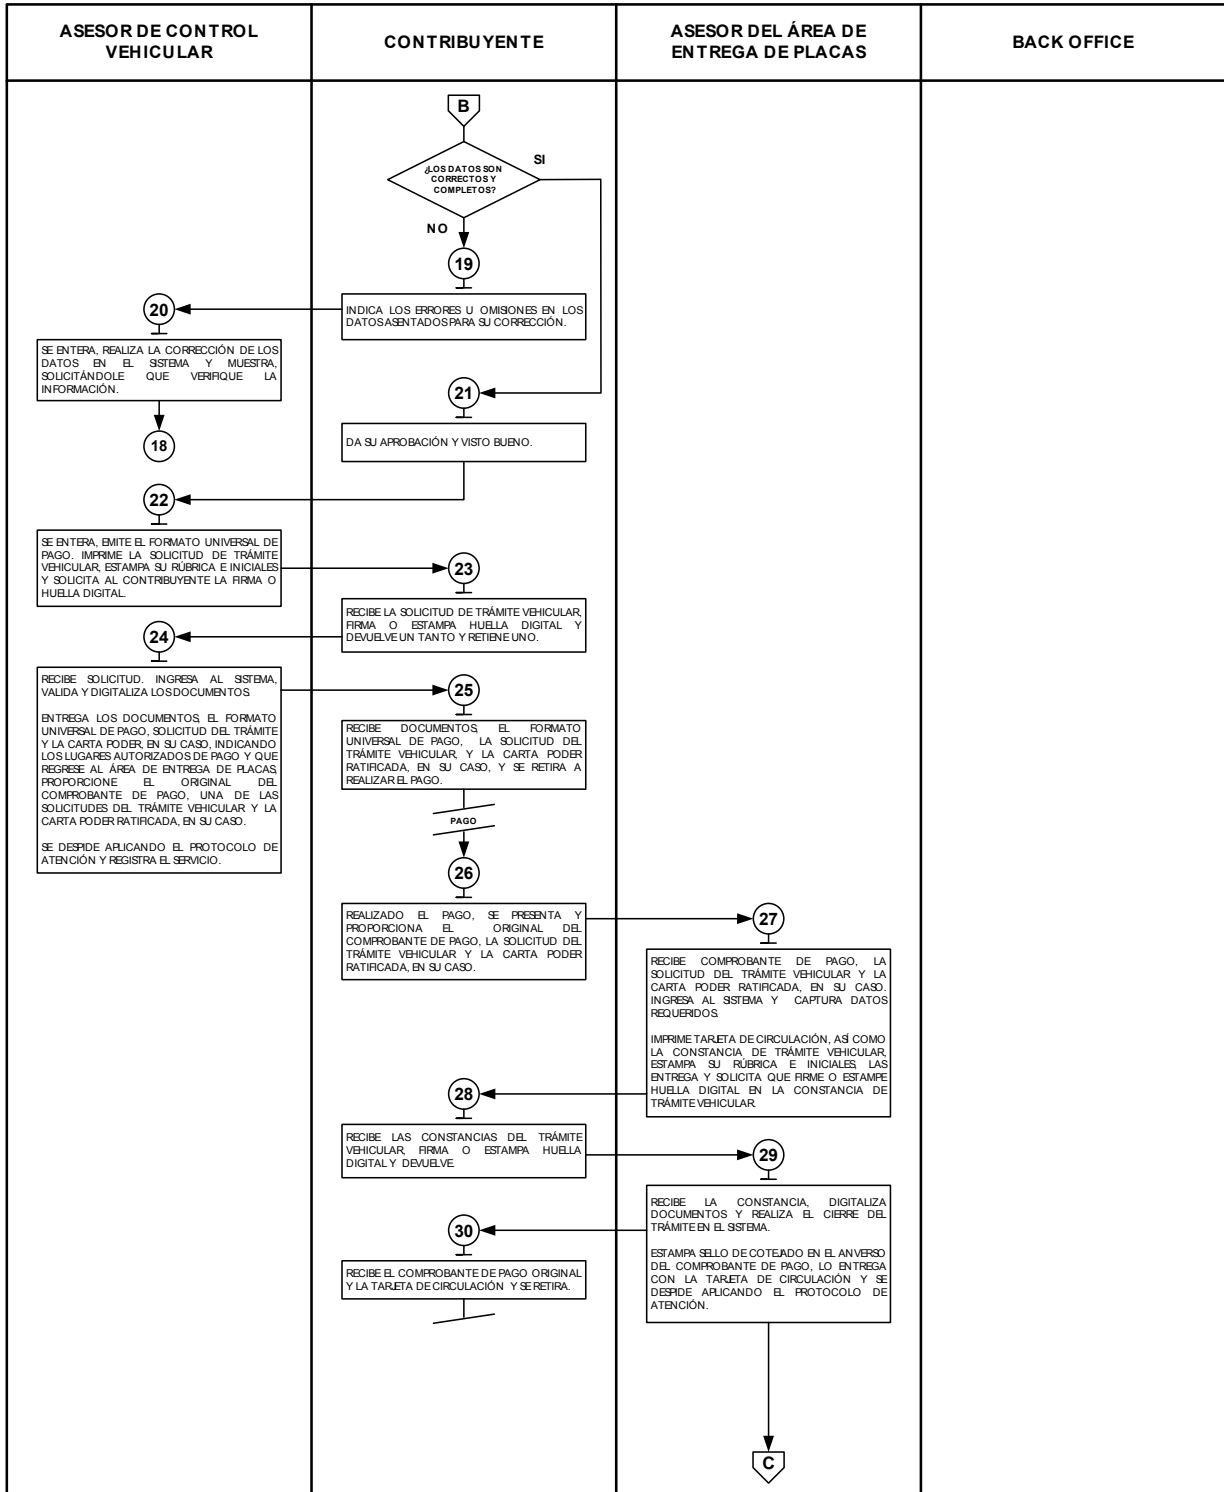 ASESOR DE CONTROL
VEHICULAR
CONTRIBUYENTE
ASESOR DEL ÁREA DE
ENTREGA DE PLACAS
BACK OFFICE
B
¿LOS DATOS SON
CORRECTOS Y
COMPLETOS?
SI
NO
19
INDICA LOS ERRORES U OMISIONES EN LOS
DATOS ASENTADOS PARA SU CORRECCIÓN.
20
SE ENTERA, REALIZA LA CORRECCIÓN DE LOS
DATOS EN EL SISTEMA Y MUESTRA,
SOLICITÁNDOLE QUE VERIFIQUE LA
INFORMACIÓN.
18
21
DA SU APROBACIÓN Y VISTO BUENO.
22
SE ENTERA, EMITE EL FORMATO UNIVERSAL DE
PAGO. IMPRIME LA SOLICITUD DE TRÁMITE
VEHICULAR, ESTAMPA SU RÚBRICA E INICIALES
Y SOLICITA AL CONTRIBUYENTE LA FIRMA O
HUELLA DIGITAL.
23
RECIBE LA SOLICITUD DE TRÁMITE VEHICULAR,
FIRMA O ESTAMPA HUELLA DIGITAL Y
DEVUELVE UN TANTO Y RETIENE UNO.
24
RECIBE SOLICITUD. INGRESA AL SISTEMA,
VALIDA Y DIGITALIZA LOS DOCUMENTOS.
ENTREGA LOS DOCUMENTOS, EL FORMATO
UNIVERSAL DE PAGO, SOLICITUD DEL TRÁMITE
Y LA CARTA PODER, EN SU CASO, INDICANDO
LOS LUGARES AUTORIZADOS DE PAGO Y QUE
REGRESE AL ÁREA DE ENTREGA DE PLACAS,
PROPORCIONE EL ORIGINAL DEL
COMPROBANTE DE PAGO, UNA DE LAS
SOLICITUDES DEL TRÁMITE VEHICULAR Y LA
CARTA PODER RATIFICADA, EN SU CASO.
SE DESPIDE APLICANDO EL PROTOCOLO DE
ATENCIÓN Y REGISTRA EL SERVICIO.
25
RECIBE DOCUMENTOS, EL FORMATO
UNIVERSAL DE PAGO, LA SOLICITUD DEL
TRÁMITE VEHICULAR, Y LA CARTA PODER
RATIFICADA, EN SU CASO, Y SE RETIRA A
REALIZAR EL PAGO.
PAGO
26
REALIZADO EL PAGO, SE PRESENTA Y
PROPORCIONA EL ORIGINAL DEL
COMPROBANTE DE PAGO, LA SOLICITUD DEL
TRÁMITE VEHICULAR Y LA CARTA PODER
RATIFICADA, EN SU CASO.
27
RECIBE COMPROBANTE DE PAGO, LA
SOLICITUD DEL TRÁMITE VEHICULAR Y LA
CARTA PODER RATIFICADA, EN SU CASO.
INGRESA AL SISTEMA Y CAPTURA DATOS
REQUERIDOS.
IMPRIME TARJETA DE CIRCULACIÓN, ASÍ COMO
LA CONSTANCIA DE TRÁMITE VEHICULAR,
ESTAMPA SU RÚBRICA E INICIALES, LAS
ENTREGA Y SOLICITA QUE FIRME O ESTAMPE
HUELLA DIGITAL EN LA CONSTANCIA DE
TRÁMITE VEHICULAR.
28
RECIBE LAS CONSTANCIAS DEL TRÁMITE
VEHICULAR, FIRMA O ESTAMPA HUELLA
DIGITAL Y DEVUELVE.
29
RECIBE LA CONSTANCIA, DIGITALIZA
DOCUMENTOS Y REALIZA EL CIERRE DEL
TRÁMITE EN EL SISTEMA.
ESTAMPA SELLO DE COTEJADO EN EL ANVERSO
DEL COMPROBANTE DE PAGO, LO ENTREGA
CON LA TARJETA DE CIRCULACIÓN Y SE
DESPIDE APLICANDO EL PROTOCOLO DE
ATENCIÓN.
30
RECIBE EL COMPROBANTE DE PAGO ORIGINAL
Y LA TARJETA DE CIRCULACIÓN Y SE RETIRA.
C